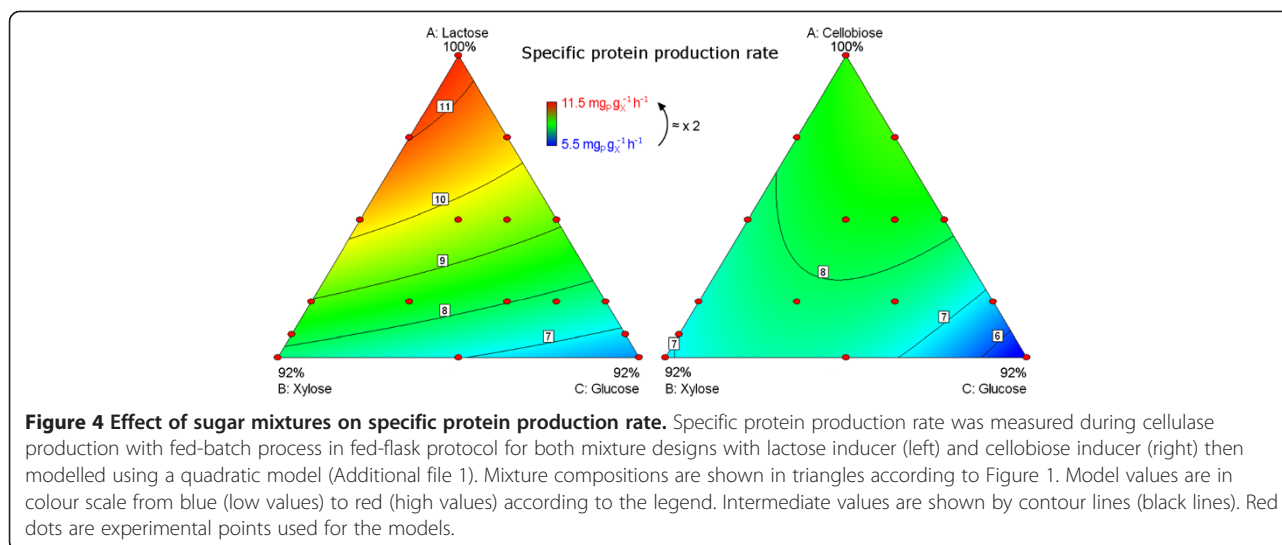 A: Lactose
100%
Specific protein production rate
A: Cellobiose
100%
11.5 mgₚgₓ⁻¹h⁻¹
≈ x 2
5.5 mgₚgₓ⁻¹h⁻¹
11
10
9
8
7
8
7
7
6
92%
B: Xylose
92%
C: Glucose
92%
B: Xylose
92%
C: Glucose
Figure 4 Effect of sugar mixtures on specific protein production rate. Specific protein production rate was measured during cellulase
production with fed-batch process in fed-flask protocol for both mixture designs with lactose inducer (left) and cellobiose inducer (right) then
modelled using a quadratic model (Additional file 1). Mixture compositions are shown in triangles according to Figure 1. Model values are in
colour scale from blue (low values) to red (high values) according to the legend. Intermediate values are shown by contour lines (black lines). Red
dots are experimental points used for the models.